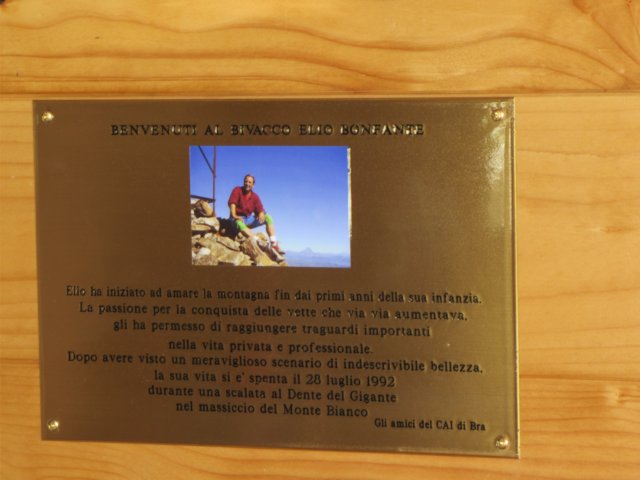 BENVENUTI AL BIVACCO ELIO BONFANTE
Elio ha iniziato ad amare la montagna fin dai primi anni della sua infanzia.
La passione per la conquista delle vette che via via aumentava,
gli ha permesso di raggiungere traguardi importanti
nella vita privata e professionale.
Dopo avere visto un meraviglioso scenario di indescrivibile bellezza,
la sua vita si e' spenta il 28 luglio 1992
durante una scalata al Dente del Gigante
nel massiccio del Monte Bianco
Gli amici del CAI di Bra